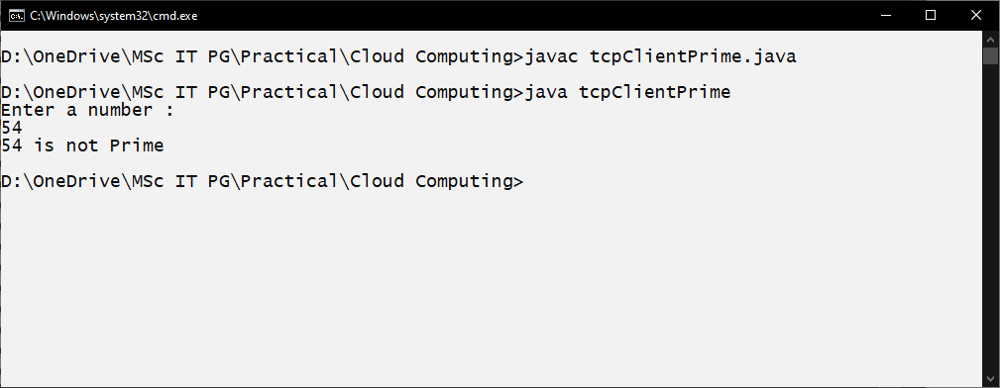 C:\Windows\system32\cmd.exe
D:\OneDrive\MSc IT PG\Practical\Cloud Computing>javac tcpClientPrime.java
D:\OneDrive\MSc IT PG\Practical\Cloud Computing>java tcpClientPrime
Enter a number :
54
54 is not Prime
D:\OneDrive\MSc IT PG\Practical\Cloud Computing>